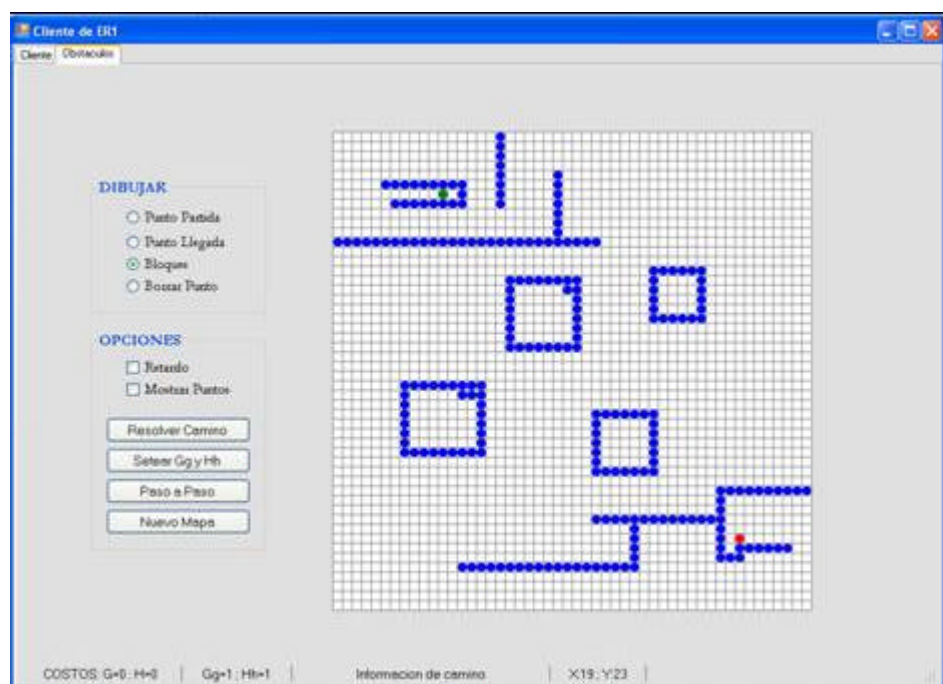 Cliente de ER1
Cliente Obstaculos
DIBUJAR
Punto Partida
Punto Llegada
Bloques
Borrar Punto
OPCIONES
Retardo
Mostrar Puntos
Resolver Camino
Setear Gg y Hh
Paso a Paso
Nuevo Mapa
COSTOS: G=0 : H=0 | Gg=1 : Hh=1 | Informacion de camino | X:19 : Y:23 |